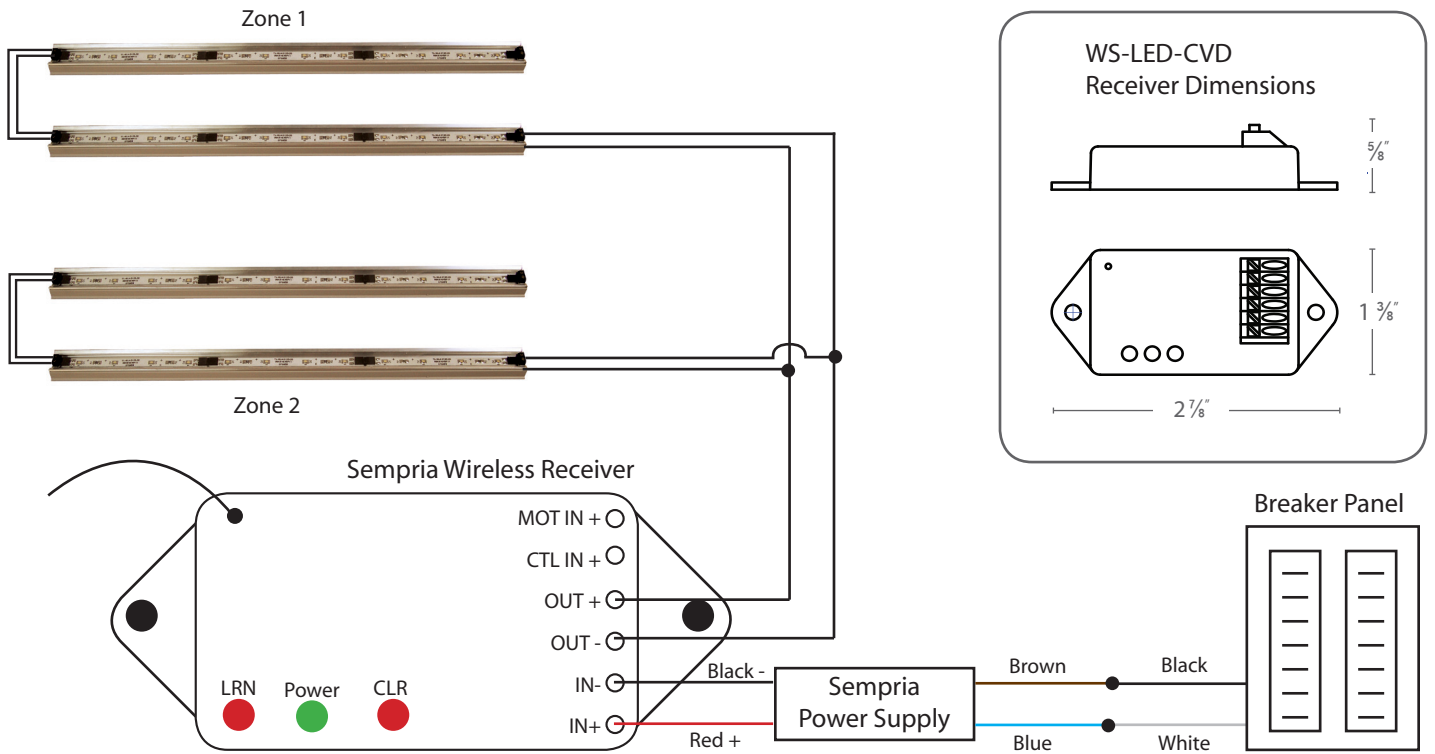 Zone 1
WS-LED-CVD
Receiver Dimensions
5/8"
1 3/8"
2 7/8"
Zone 2
Sempria Wireless Receiver
MOT IN +
CTL IN +
OUT +
OUT -
IN-
IN+
LRN
Power
CLR
Black -
Red +
Sempria
Power Supply
Brown
Blue
Black
White
Breaker Panel